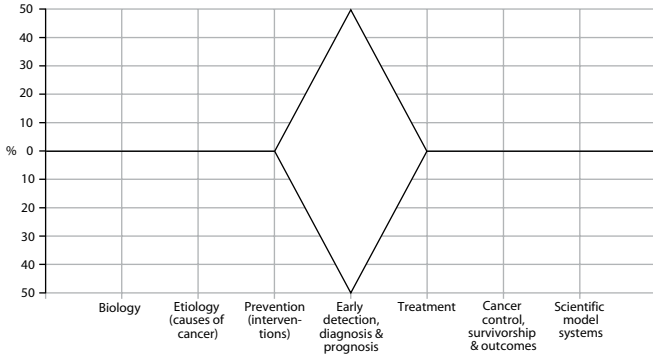 50
40
30
20
10
% 0
10
20
30
40
50
Biology
Etiology
(causes of
cancer)
Prevention
(interven-
tions)
Early
detection,
diagnosis &
prognosis
Treatment
Cancer
control,
survivorship
& outcomes
Scientific
model
systems